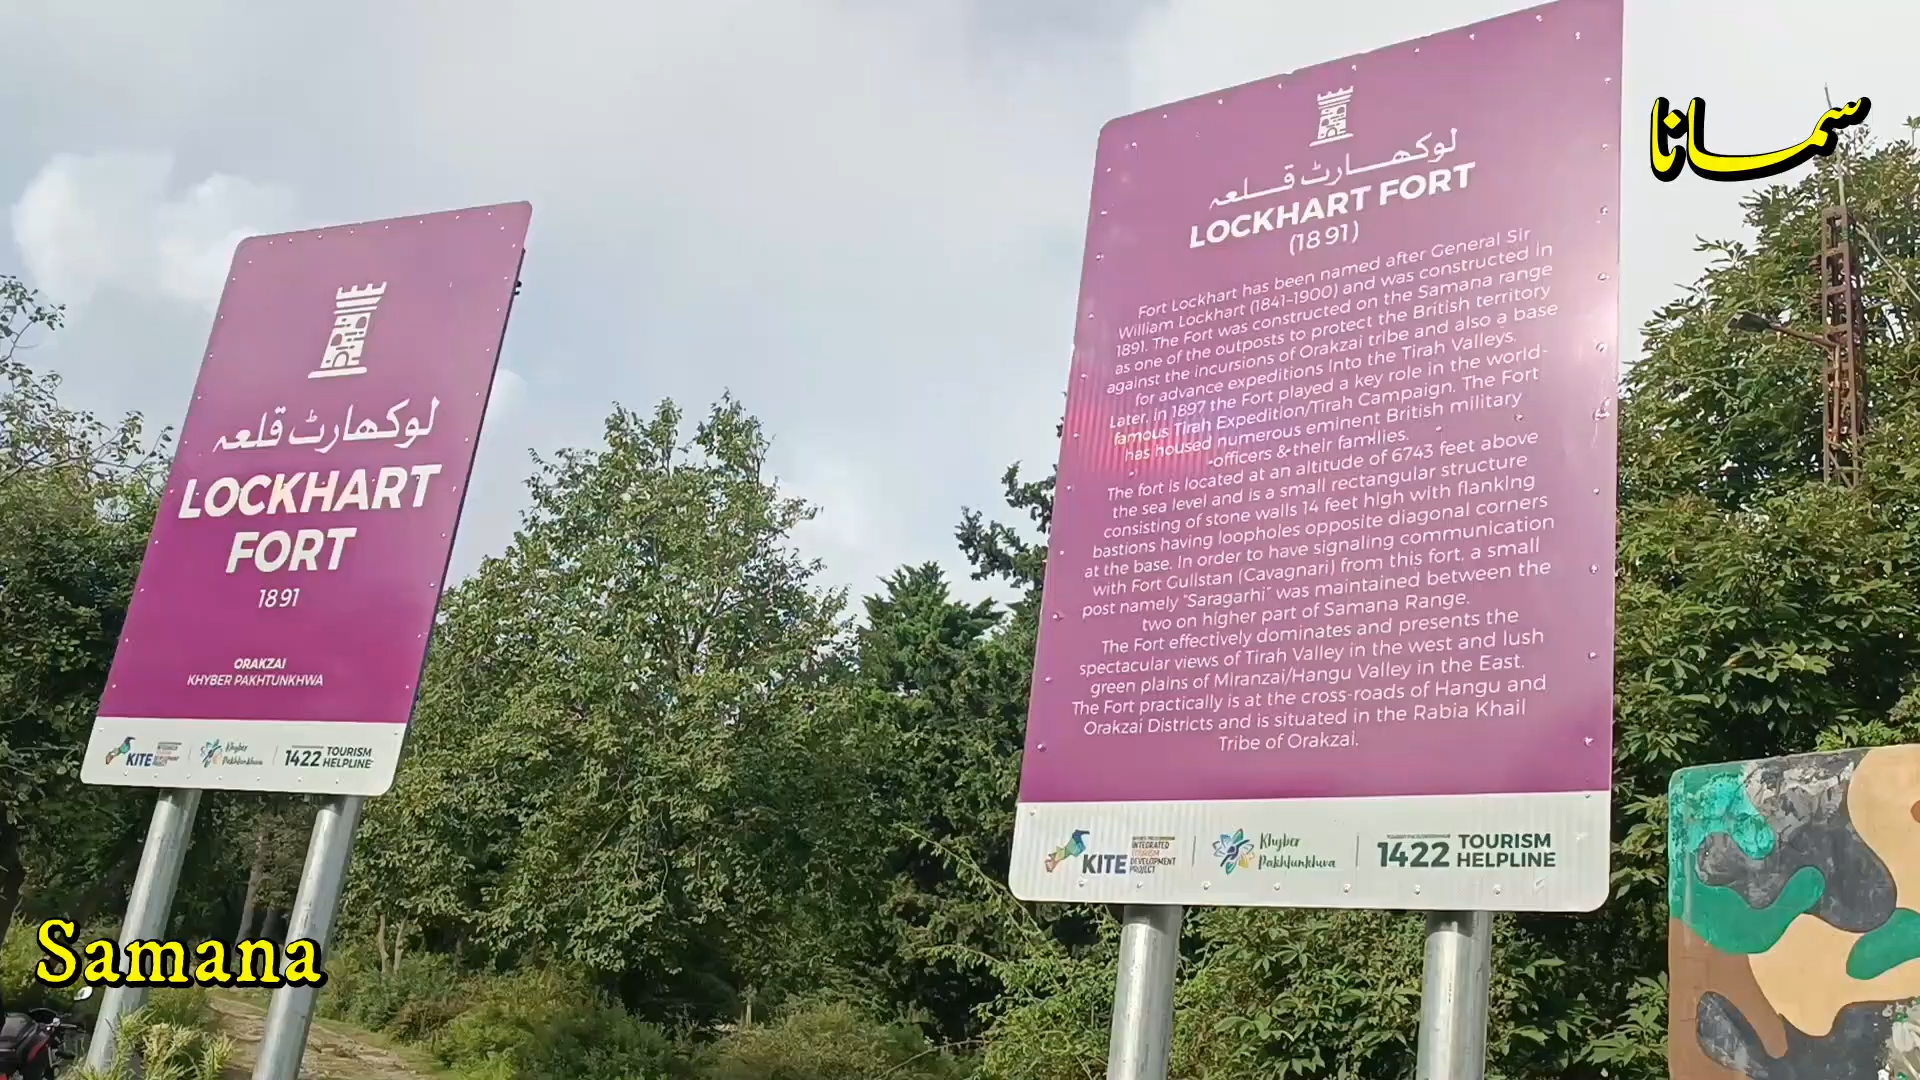 لوکھارٹ قلعہ
LOCKHART
FORT
1891
ORAKZAI
KHYBER PAKHTUNKHWA
KITE
Khyber
Pakhtunkhwa
1422 TOURISM
HELPLINE
لوکھارٹ قلعہ
LOCKHART FORT
(1891)
Fort Lockhart has been named after General Sir
William Lockhart (1841-1900) and was constructed in
1891. The Fort was constructed on the Samana range
as one of the outposts to protect the British territory
against the incursions of Orakzai tribe and also a base
for advance expeditions into the Tirah Valleys.
Later, in 1897 the Fort played a key role in the world-
famous Tirah Expedition/Tirah Campaign. The Fort
has housed numerous eminent British military
officers & their families.
The fort is located at an altitude of 6743 feet above
the sea level and is a small rectangular structure
consisting of stone walls 14 feet high with flanking
bastions having loopholes opposite diagonal corners
at the base. In order to have signaling communication
with Fort Gulistan (Cavagnari) from this fort, a small
post namely "Saragarhi" was maintained between the
two on higher part of Samana Range.
The Fort effectively dominates and presents the
spectacular views of Tirah Valley in the west and lush
green plains of Miranzai/Hangu Valley in the East.
The Fort practically is at the cross-roads of Hangu and
Orakzai Districts and is situated in the Rabia Khail
Tribe of Orakzai.
KITE
INTEGRATED
TOURISM
DEVELOPMENT
PROJECT
Khyber
Pakhtunkhwa
1422 TOURISM
HELPLINE
سمانا
Samana